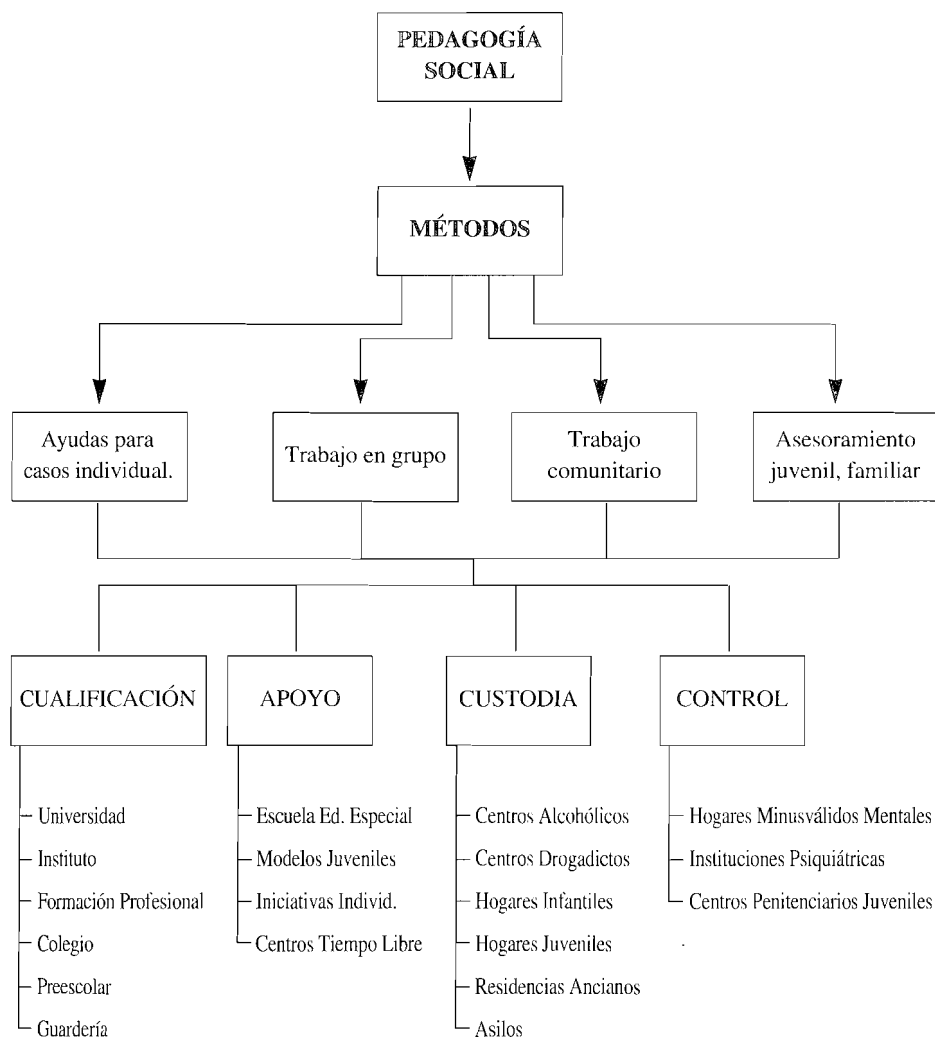 PEDAGOGÍA
SOCIAL
MÉTODOS
Ayudas para
casos individual.
Trabajo en grupo
Trabajo
comunitario
Asesoramiento
juvenil, familiar
CUALIFICACIÓN
Universidad
Instituto
Formación Profesional
Colegio
Preescolar
Guardería
APOYO
Escuela Ed. Especial
Modelos Juveniles
Iniciativas Individ.
Centros Tiempo Libre
CUSTODIA
Centros Alcohólicos
Centros Drogadictos
Hogares Infantiles
Hogares Juveniles
Residencias Ancianos
Asilos
CONTROL
Hogares Minusválidos Mentales
Instituciones Psiquiátricas
Centros Penitenciarios Juveniles